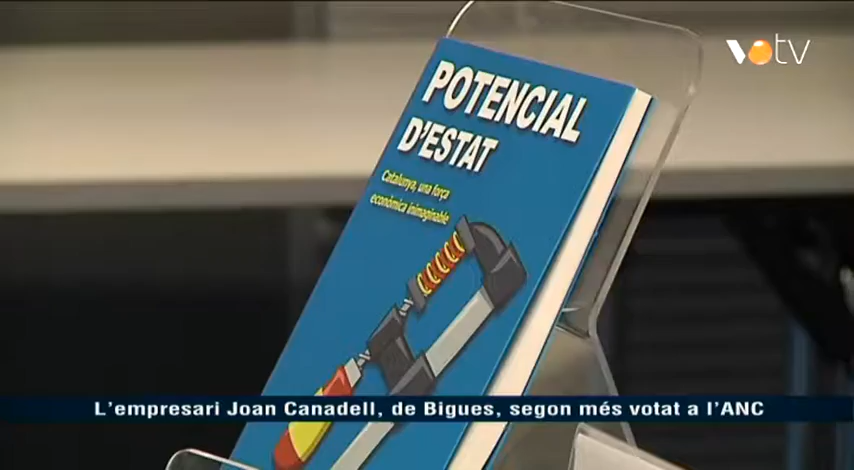 votv
POTENCIAL
D'ESTAT
Catalunya, una força
econòmica inimaginable
L'empresari Joan Canadell, de Bigues, segon més votat a l'ANC